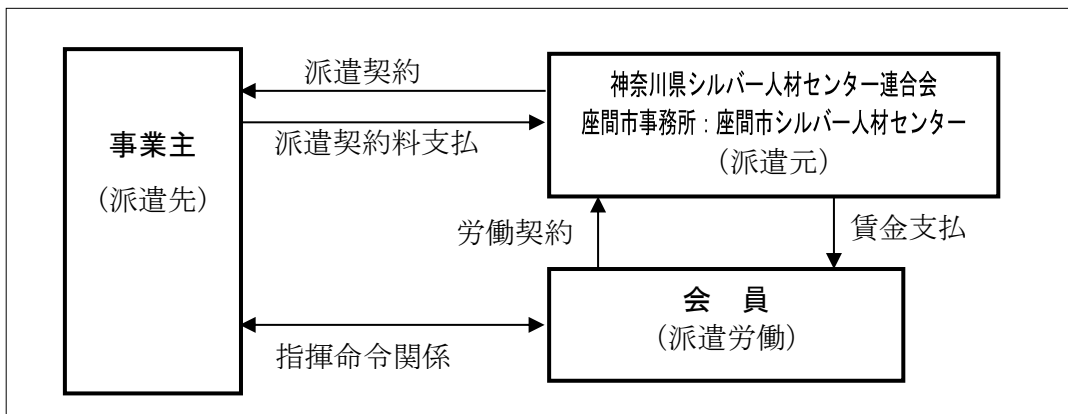 派遣契約
神奈川県シルバー人材センター連合会
座間市事務所：座間市シルバー人材センター
(派遣元)
事業主
(派遣先)
派遣契約料支払
労働契約
賃金支払
会　員
(派遣労働)
指揮命令関係